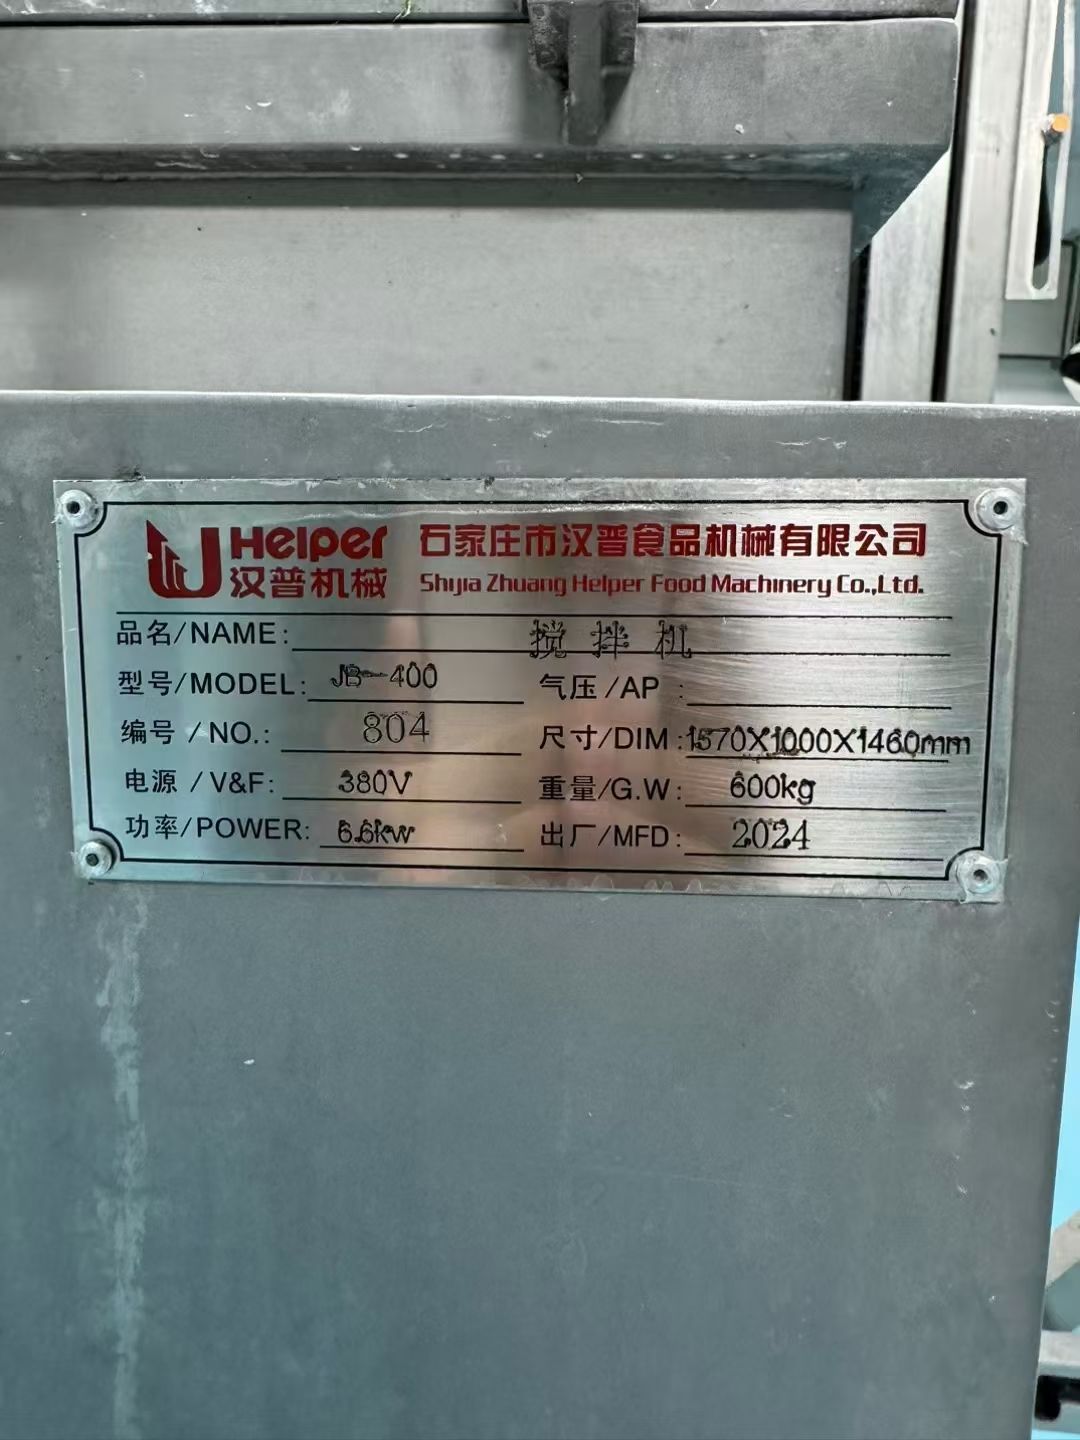 Helper 石家庄市汉普食品机械有限公司
汉普机械 Shijia Zhuang Helper Food Machinery Co.,Ltd.
品名/NAME: 搅拌机
型号/MODEL: JB-400 气压/AP :
编号/NO.: 804 尺寸/DIM :1570X1000X1460mm
电源/V&F: 380V 重量/G.W: 600kg
功率/POWER: 6.6kw 出厂/MFD: 2024